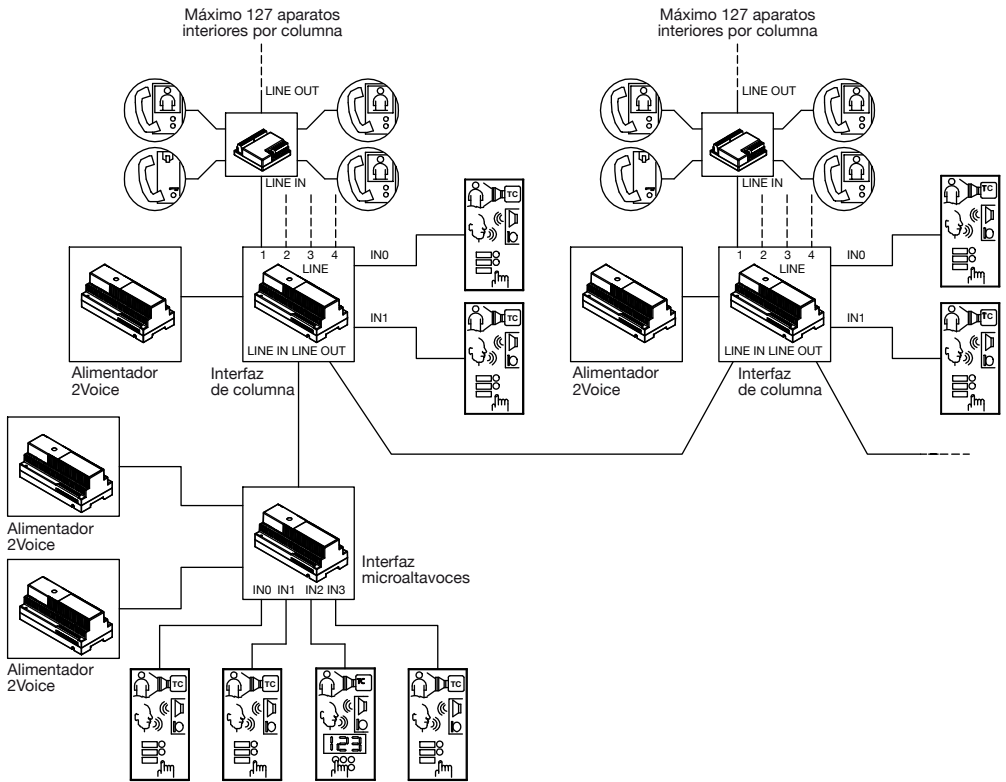 Máximo 127 aparatos
interiores por columna
Máximo 127 aparatos
interiores por columna
LINE OUT
LINE OUT
LINE IN
LINE IN
TC
TC
1 2 3 4
LINE
IN0
1 2 3 4
LINE
IN0
IN1
IN1
TC
TC
LINE IN LINE OUT
LINE IN LINE OUT
Alimentador
2Voice
Interfaz
de columna
Alimentador
2Voice
Interfaz
de columna
Alimentador
2Voice
Interfaz
microaltavoces
IN0 IN1 IN2 IN3
Alimentador
2Voice
TC
TC
TC
TC
123